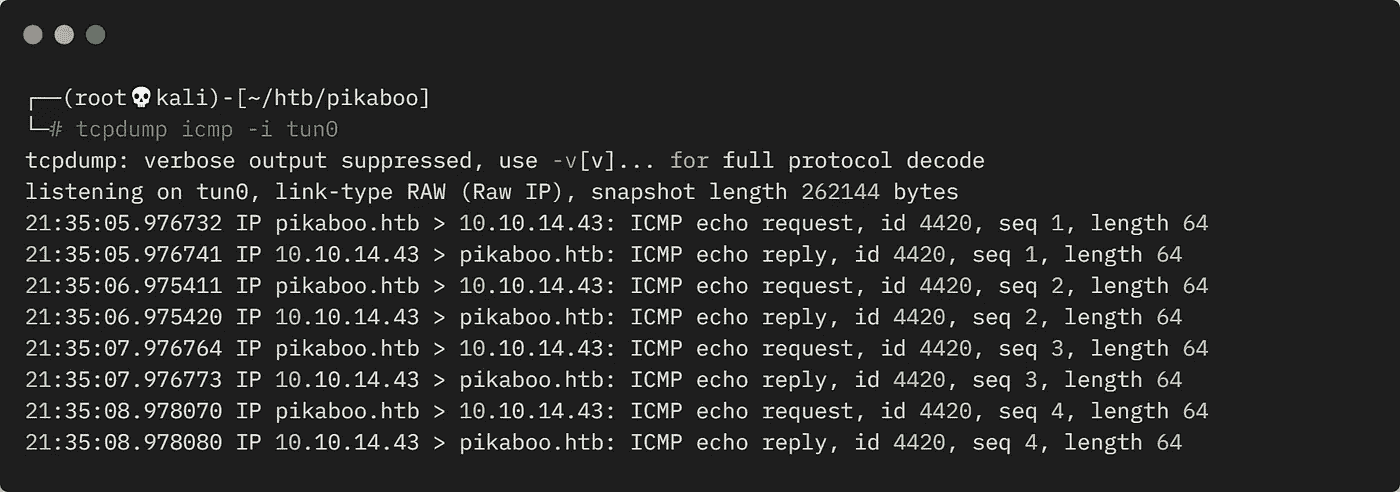 ┌──(root💀kali)-[~/htb/pikaboo]
└─# tcpdump icmp -i tun0
tcpdump: verbose output suppressed, use -v[v]... for full protocol decode
listening on tun0, link-type RAW (Raw IP), snapshot length 262144 bytes
21:35:05.976732 IP pikaboo.htb > 10.10.14.43: ICMP echo request, id 4420, seq 1, length 64
21:35:05.976741 IP 10.10.14.43 > pikaboo.htb: ICMP echo reply, id 4420, seq 1, length 64
21:35:06.975411 IP pikaboo.htb > 10.10.14.43: ICMP echo request, id 4420, seq 2, length 64
21:35:06.975420 IP 10.10.14.43 > pikaboo.htb: ICMP echo reply, id 4420, seq 2, length 64
21:35:07.976764 IP pikaboo.htb > 10.10.14.43: ICMP echo request, id 4420, seq 3, length 64
21:35:07.976773 IP 10.10.14.43 > pikaboo.htb: ICMP echo reply, id 4420, seq 3, length 64
21:35:08.978070 IP pikaboo.htb > 10.10.14.43: ICMP echo request, id 4420, seq 4, length 64
21:35:08.978080 IP 10.10.14.43 > pikaboo.htb: ICMP echo reply, id 4420, seq 4, length 64